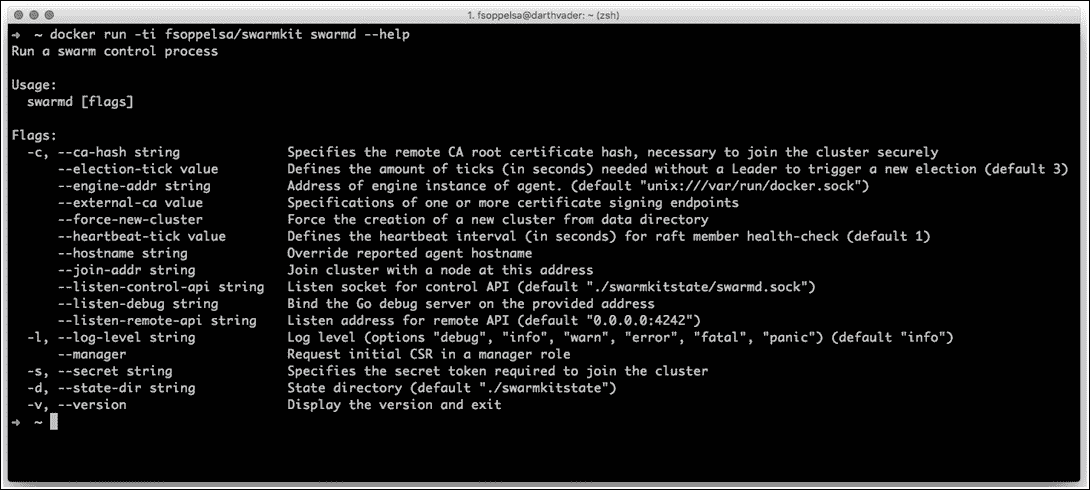 1. fsoppelsa@darthvader: ~ (zsh)
➜  ~ docker run -ti fsoppelsa/swarmkit swarmd --help
Run a swarm control process
Usage:
  swarmd [flags]
Flags:
  -c, --ca-hash string             Specifies the remote CA root certificate hash, necessary to join the cluster securely
      --election-tick value        Defines the amount of ticks (in seconds) needed without a Leader to trigger a new election (default 3)
      --engine-addr string         Address of engine instance of agent. (default "unix:///var/run/docker.sock")
      --external-ca value          Specifications of one or more certificate signing endpoints
      --force-new-cluster          Force the creation of a new cluster from data directory
      --heartbeat-tick value       Defines the heartbeat interval (in seconds) for raft member health-check (default 1)
      --hostname string            Override reported agent hostname
      --join-addr string           Join cluster with a node at this address
      --listen-control-api string  Listen socket for control API (default "./swarmkitstate/swarmd.sock")
      --listen-debug string        Bind the Go debug server on the provided address
      --listen-remote-api string   Listen address for remote API (default "0.0.0.0:4242")
  -l, --log-level string           Log level (options "debug", "info", "warn", "error", "fatal", "panic") (default "info")
      --manager                    Request initial CSR in a manager role
  -s, --secret string              Specifies the secret token required to join the cluster
  -d, --state-dir string           State directory (default "./swarmkitstate")
  -v, --version                    Display the version and exit
➜  ~